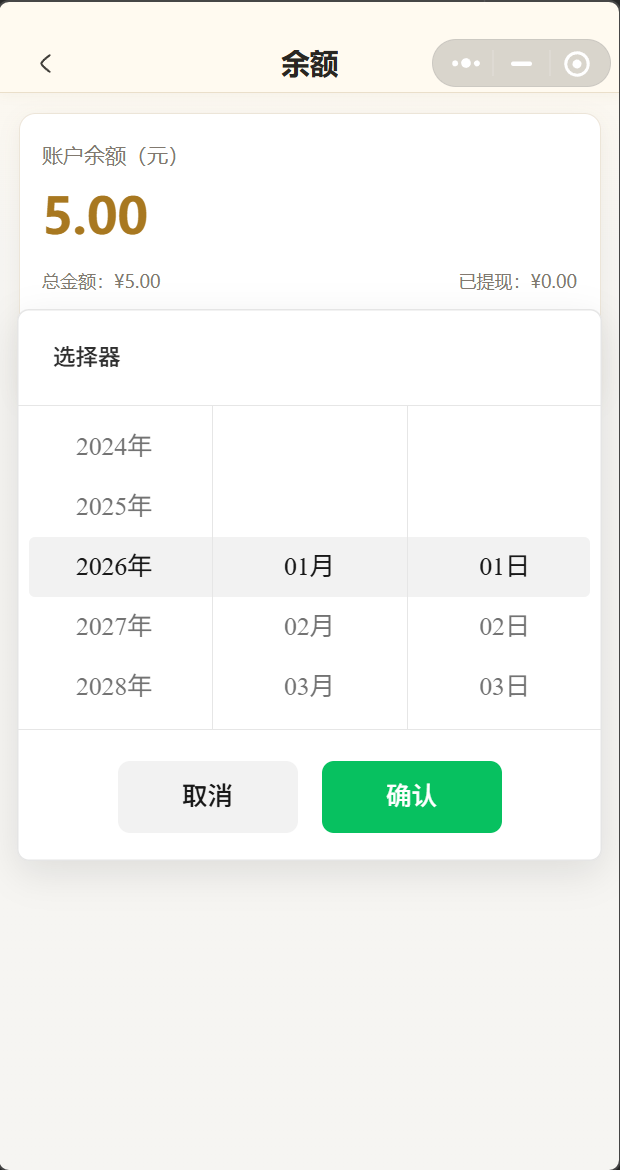 余额
账户余额（元）
5.00
总金额：¥5.00 已提现：¥0.00
选择器
2024年
2025年
2026年 01月 01日
2027年 02月 02日
2028年 03月 03日
取消 确认